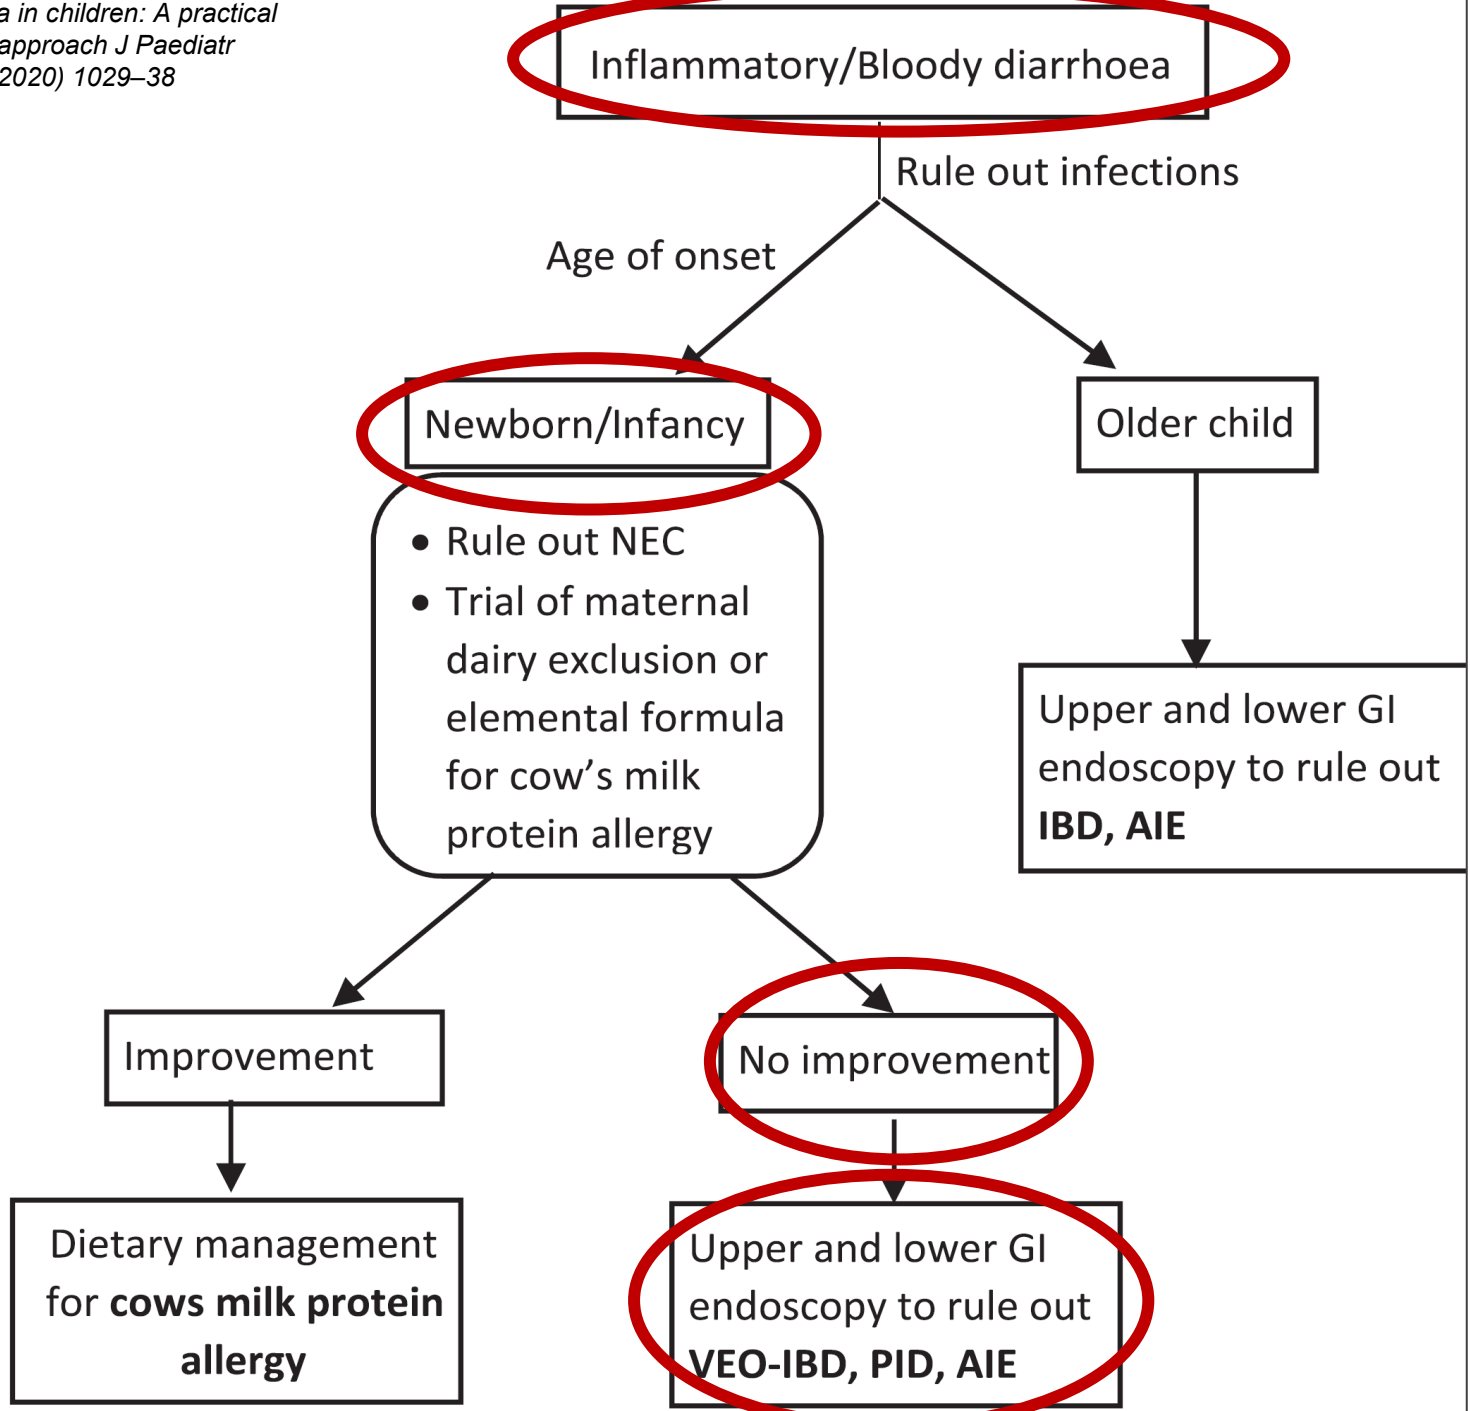 a in children: A practical
approach J Paediatr
2020) 1029–38
Inflammatory/Bloody diarrhoea
Rule out infections
Age of onset
Newborn/Infancy
Older child
• Rule out NEC
• Trial of maternal
dairy exclusion or
elemental formula
for cow’s milk
protein allergy
Upper and lower GI
endoscopy to rule out
IBD, AIE
Improvement
No improvement
Dietary management
for cows milk protein
allergy
Upper and lower GI
endoscopy to rule out
VEO-IBD, PID, AIE